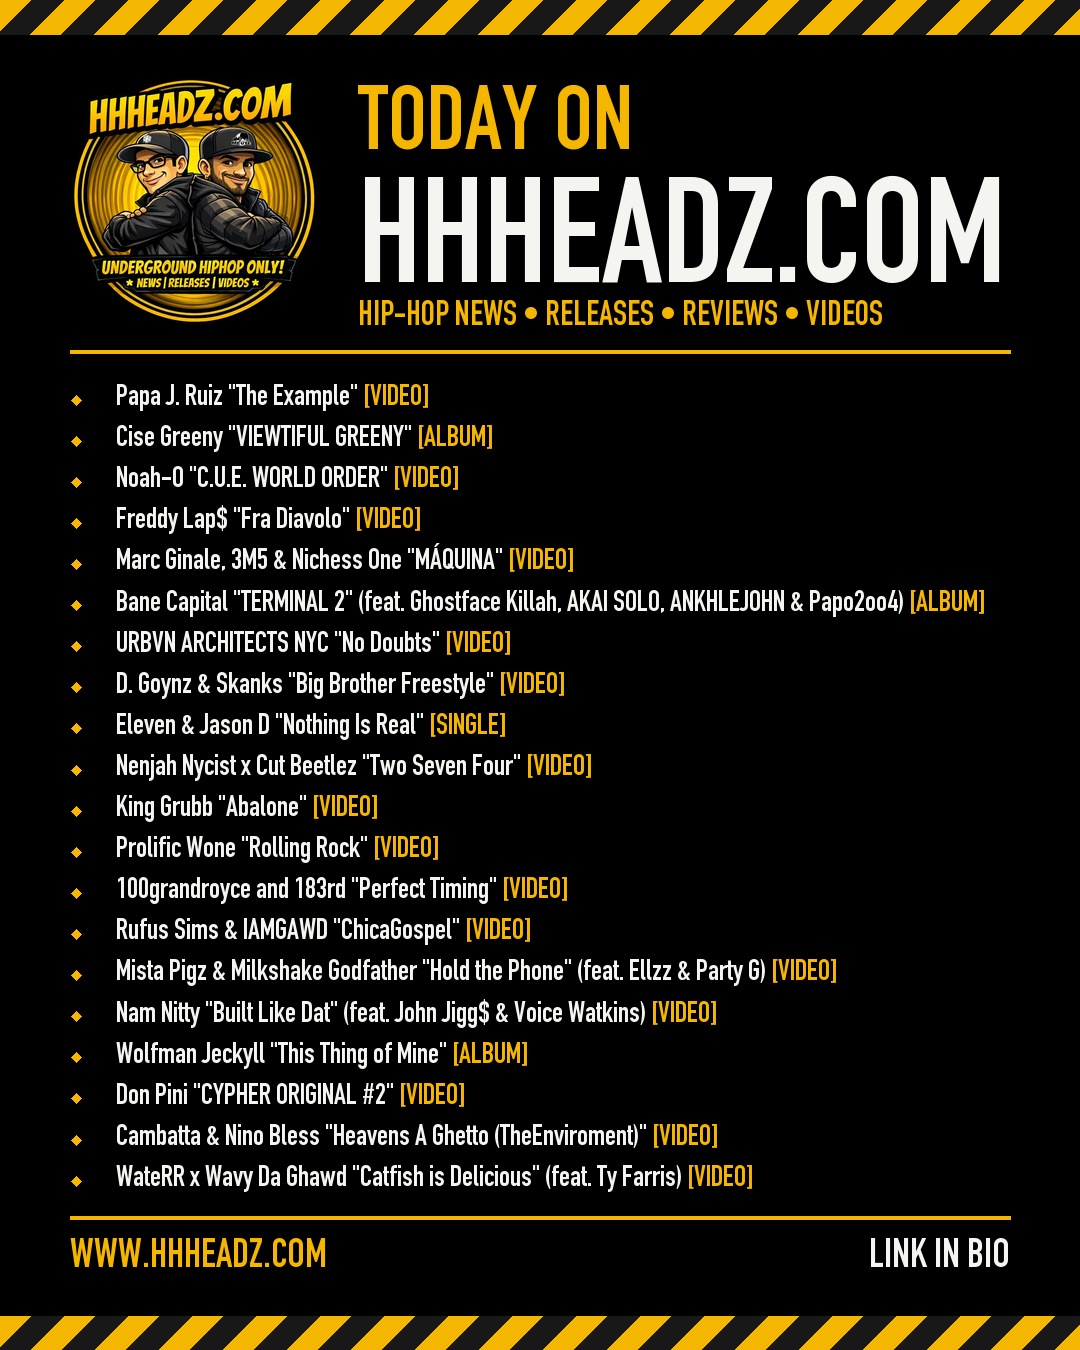 HHHEADZ.COM
UNDERGROUND HIPHOP ONLY!
★ NEWS | RELEASES | VIDEOS ★
TODAY ON
HHHEADZ.COM
HIP-HOP NEWS • RELEASES • REVIEWS • VIDEOS
Papa J. Ruiz "The Example" [VIDEO]
Cise Greeny "VIEWTIFUL GREENY" [ALBUM]
Noah-O "C.U.E. WORLD ORDER" [VIDEO]
Freddy Lap$ "Fra Diavolo" [VIDEO]
Marc Ginale, 3M5 & Nichess One "MÁQUINA" [VIDEO]
Bane Capital "TERMINAL 2" (feat. Ghostface Killah, AKAI SOLO, ANKHLEJOHN & Papo2oo4) [ALBUM]
URBVN ARCHITECTS NYC "No Doubts" [VIDEO]
D. Goynz & Skanks "Big Brother Freestyle" [VIDEO]
Eleven & Jason D "Nothing Is Real" [SINGLE]
Nenjah Nycist x Cut Beetlez "Two Seven Four" [VIDEO]
King Grubb "Abalone" [VIDEO]
Prolific Wone "Rolling Rock" [VIDEO]
100grandroyce and 183rd "Perfect Timing" [VIDEO]
Rufus Sims & IAMGAWD "ChicaGospel" [VIDEO]
Mista Pigz & Milkshake Godfather "Hold the Phone" (feat. Ellzz & Party G) [VIDEO]
Nam Nitty "Built Like Dat" (feat. John Jigg$ & Voice Watkins) [VIDEO]
Wolfman Jeckyll "This Thing of Mine" [ALBUM]
Don Pini "CYPHER ORIGINAL #2" [VIDEO]
Cambatta & Nino Bless "Heavens A Ghetto (TheEnviroment)" [VIDEO]
WateRR x Wavy Da Ghawd "Catfish is Delicious" (feat. Ty Farris) [VIDEO]
WWW.HHHEADZ.COM
LINK IN BIO